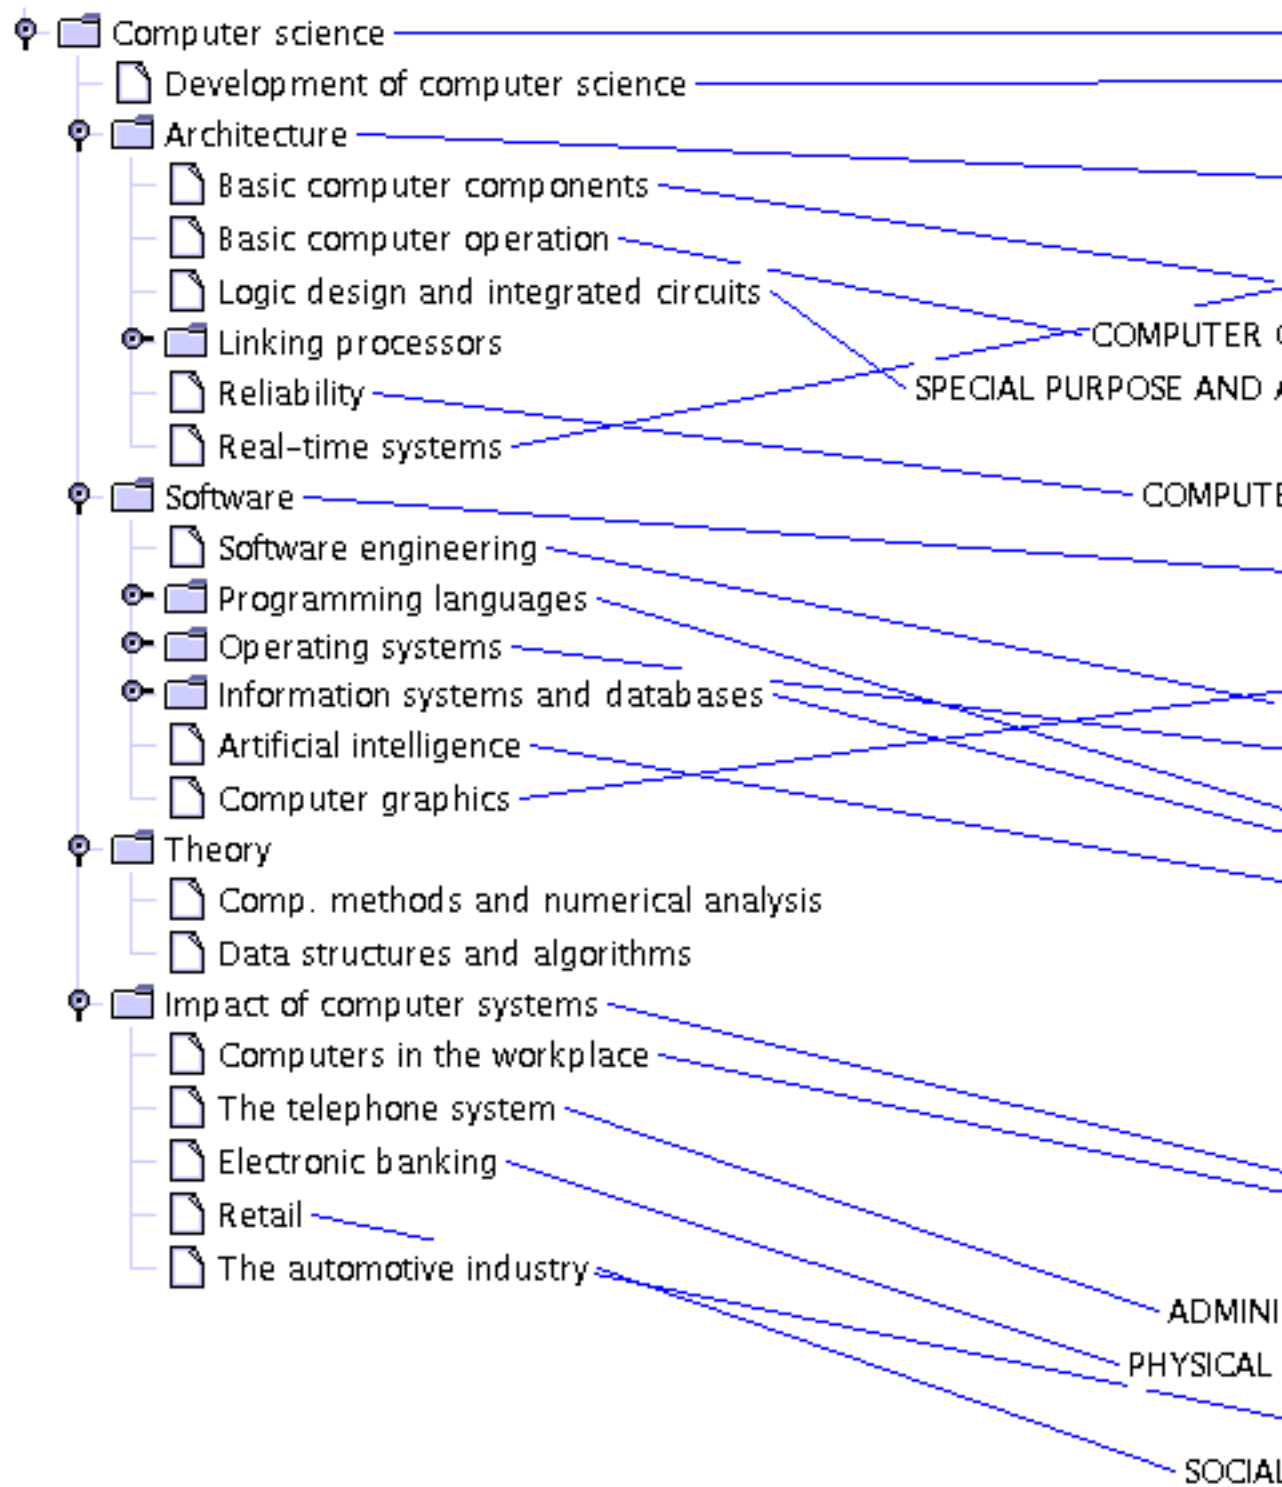 Computer science
Development of computer science
Architecture
Basic computer components
Basic computer operation
Logic design and integrated circuits
COMPUTER
Linking processors
SPECIAL PURPOSE AND
Reliability
Real-time systems
COMPUTE
Software
Software engineering
Programming languages
Operating systems
Information systems and databases
Artificial intelligence
Computer graphics
Theory
Comp. methods and numerical analysis
Data structures and algorithms
Impact of computer systems
Computers in the workplace
The telephone system
Electronic banking
Retail
The automotive industry
ADMINI
PHYSICAL
SOCIAL